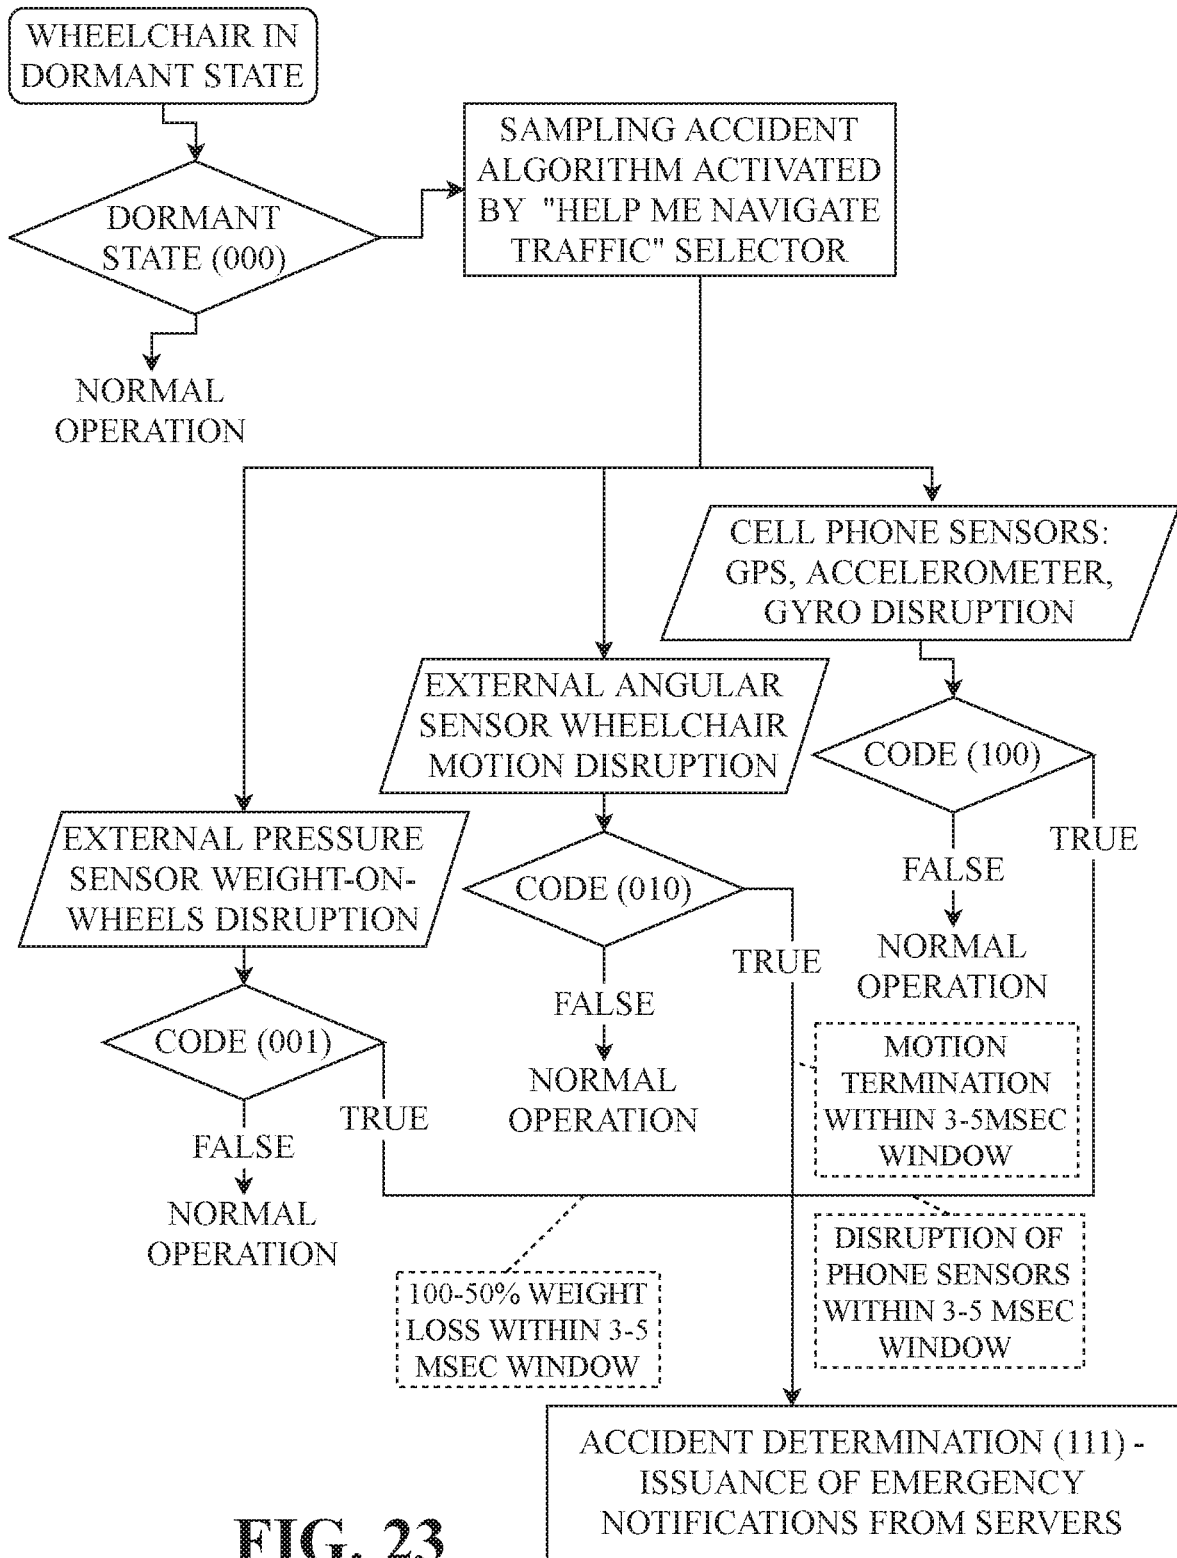 WHEELCHAIR IN
DORMANT STATE
SAMPLING ACCIDENT
ALGORITHM ACTIVATED
BY "HELP ME NAVIGATE
TRAFFIC" SELECTOR
DORMANT
STATE (000)
NORMAL
OPERATION
CELL PHONE SENSORS:
GPS, ACCELEROMETER,
GYRO DISRUPTION
EXTERNAL ANGULAR
SENSOR WHEELCHAIR
MOTION DISRUPTION
CODE (100)
TRUE
FALSE
NORMAL
OPERATION
EXTERNAL PRESSURE
SENSOR WEIGHT-ON-
WHEELS DISRUPTION
CODE (010)
TRUE
FALSE
NORMAL
OPERATION
CODE (001)
TRUE
FALSE
NORMAL
OPERATION
MOTION
TERMINATION
WITHIN 3-5MSEC
WINDOW
DISRUPTION OF
PHONE SENSORS
WITHIN 3-5 MSEC
WINDOW
100-50% WEIGHT
LOSS WITHIN 3-5
MSEC WINDOW
ACCIDENT DETERMINATION (111) -
ISSUANCE OF EMERGENCY
NOTIFICATIONS FROM SERVERS
FIG. 23